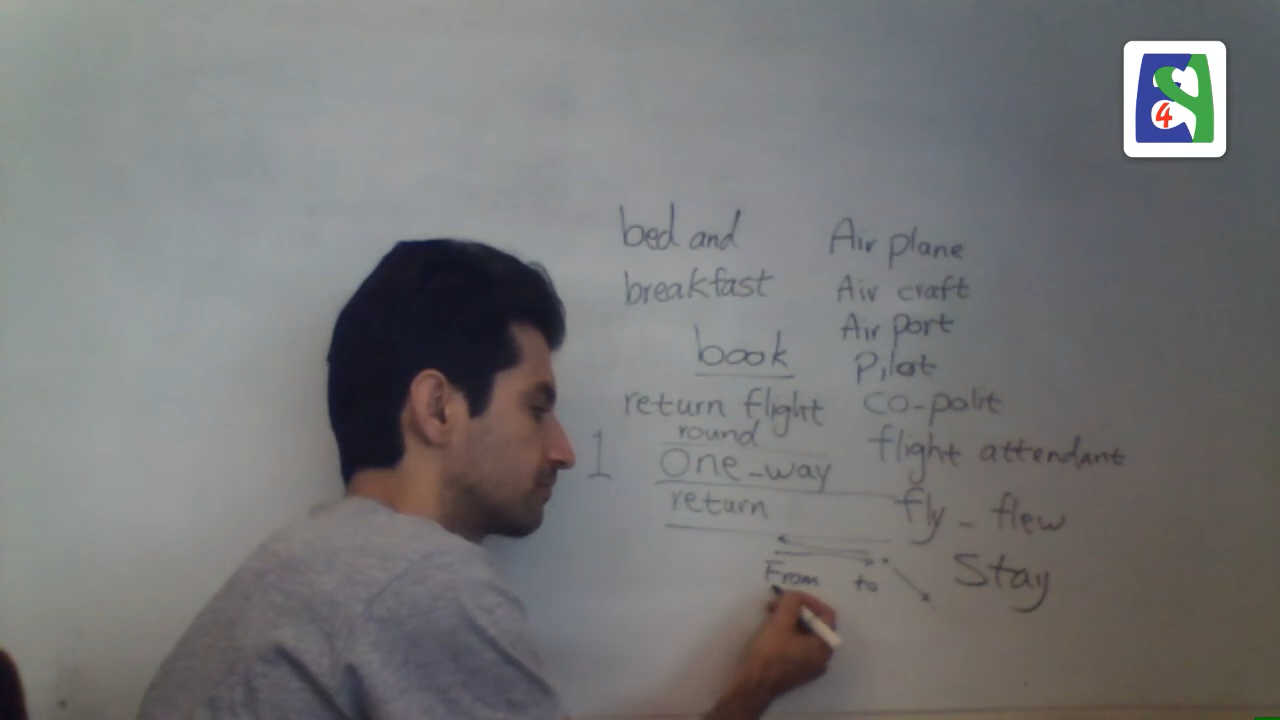 bed and
breakfast
book
return flight
round
1 One-way
return
From to
Air plane
Air craft
Air port
Pilot
co-polit
flight attendant
fly - flew
Stay
4